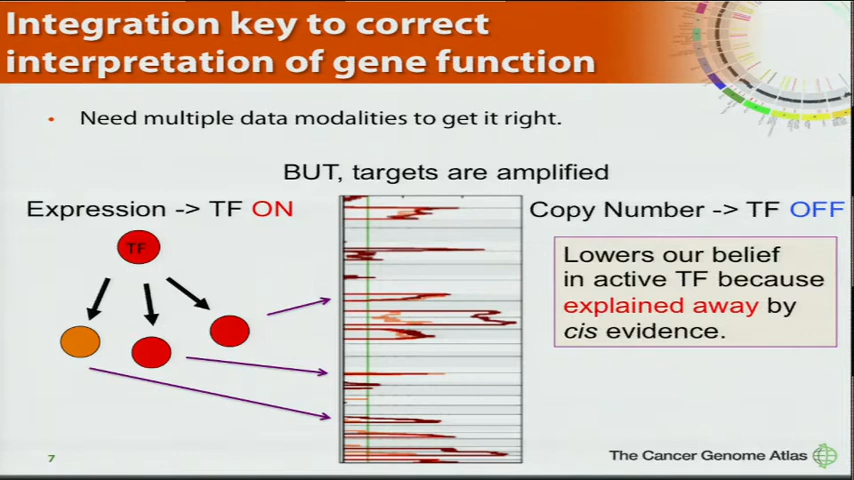 Integration key to correct
interpretation of gene function
• Need multiple data modalities to get it right.
BUT, targets are amplified
Expression -> TF ON
Copy Number -> TF OFF
TF
Lowers our belief
in active TF because
explained away by
cis evidence.
7
The Cancer Genome Atlas